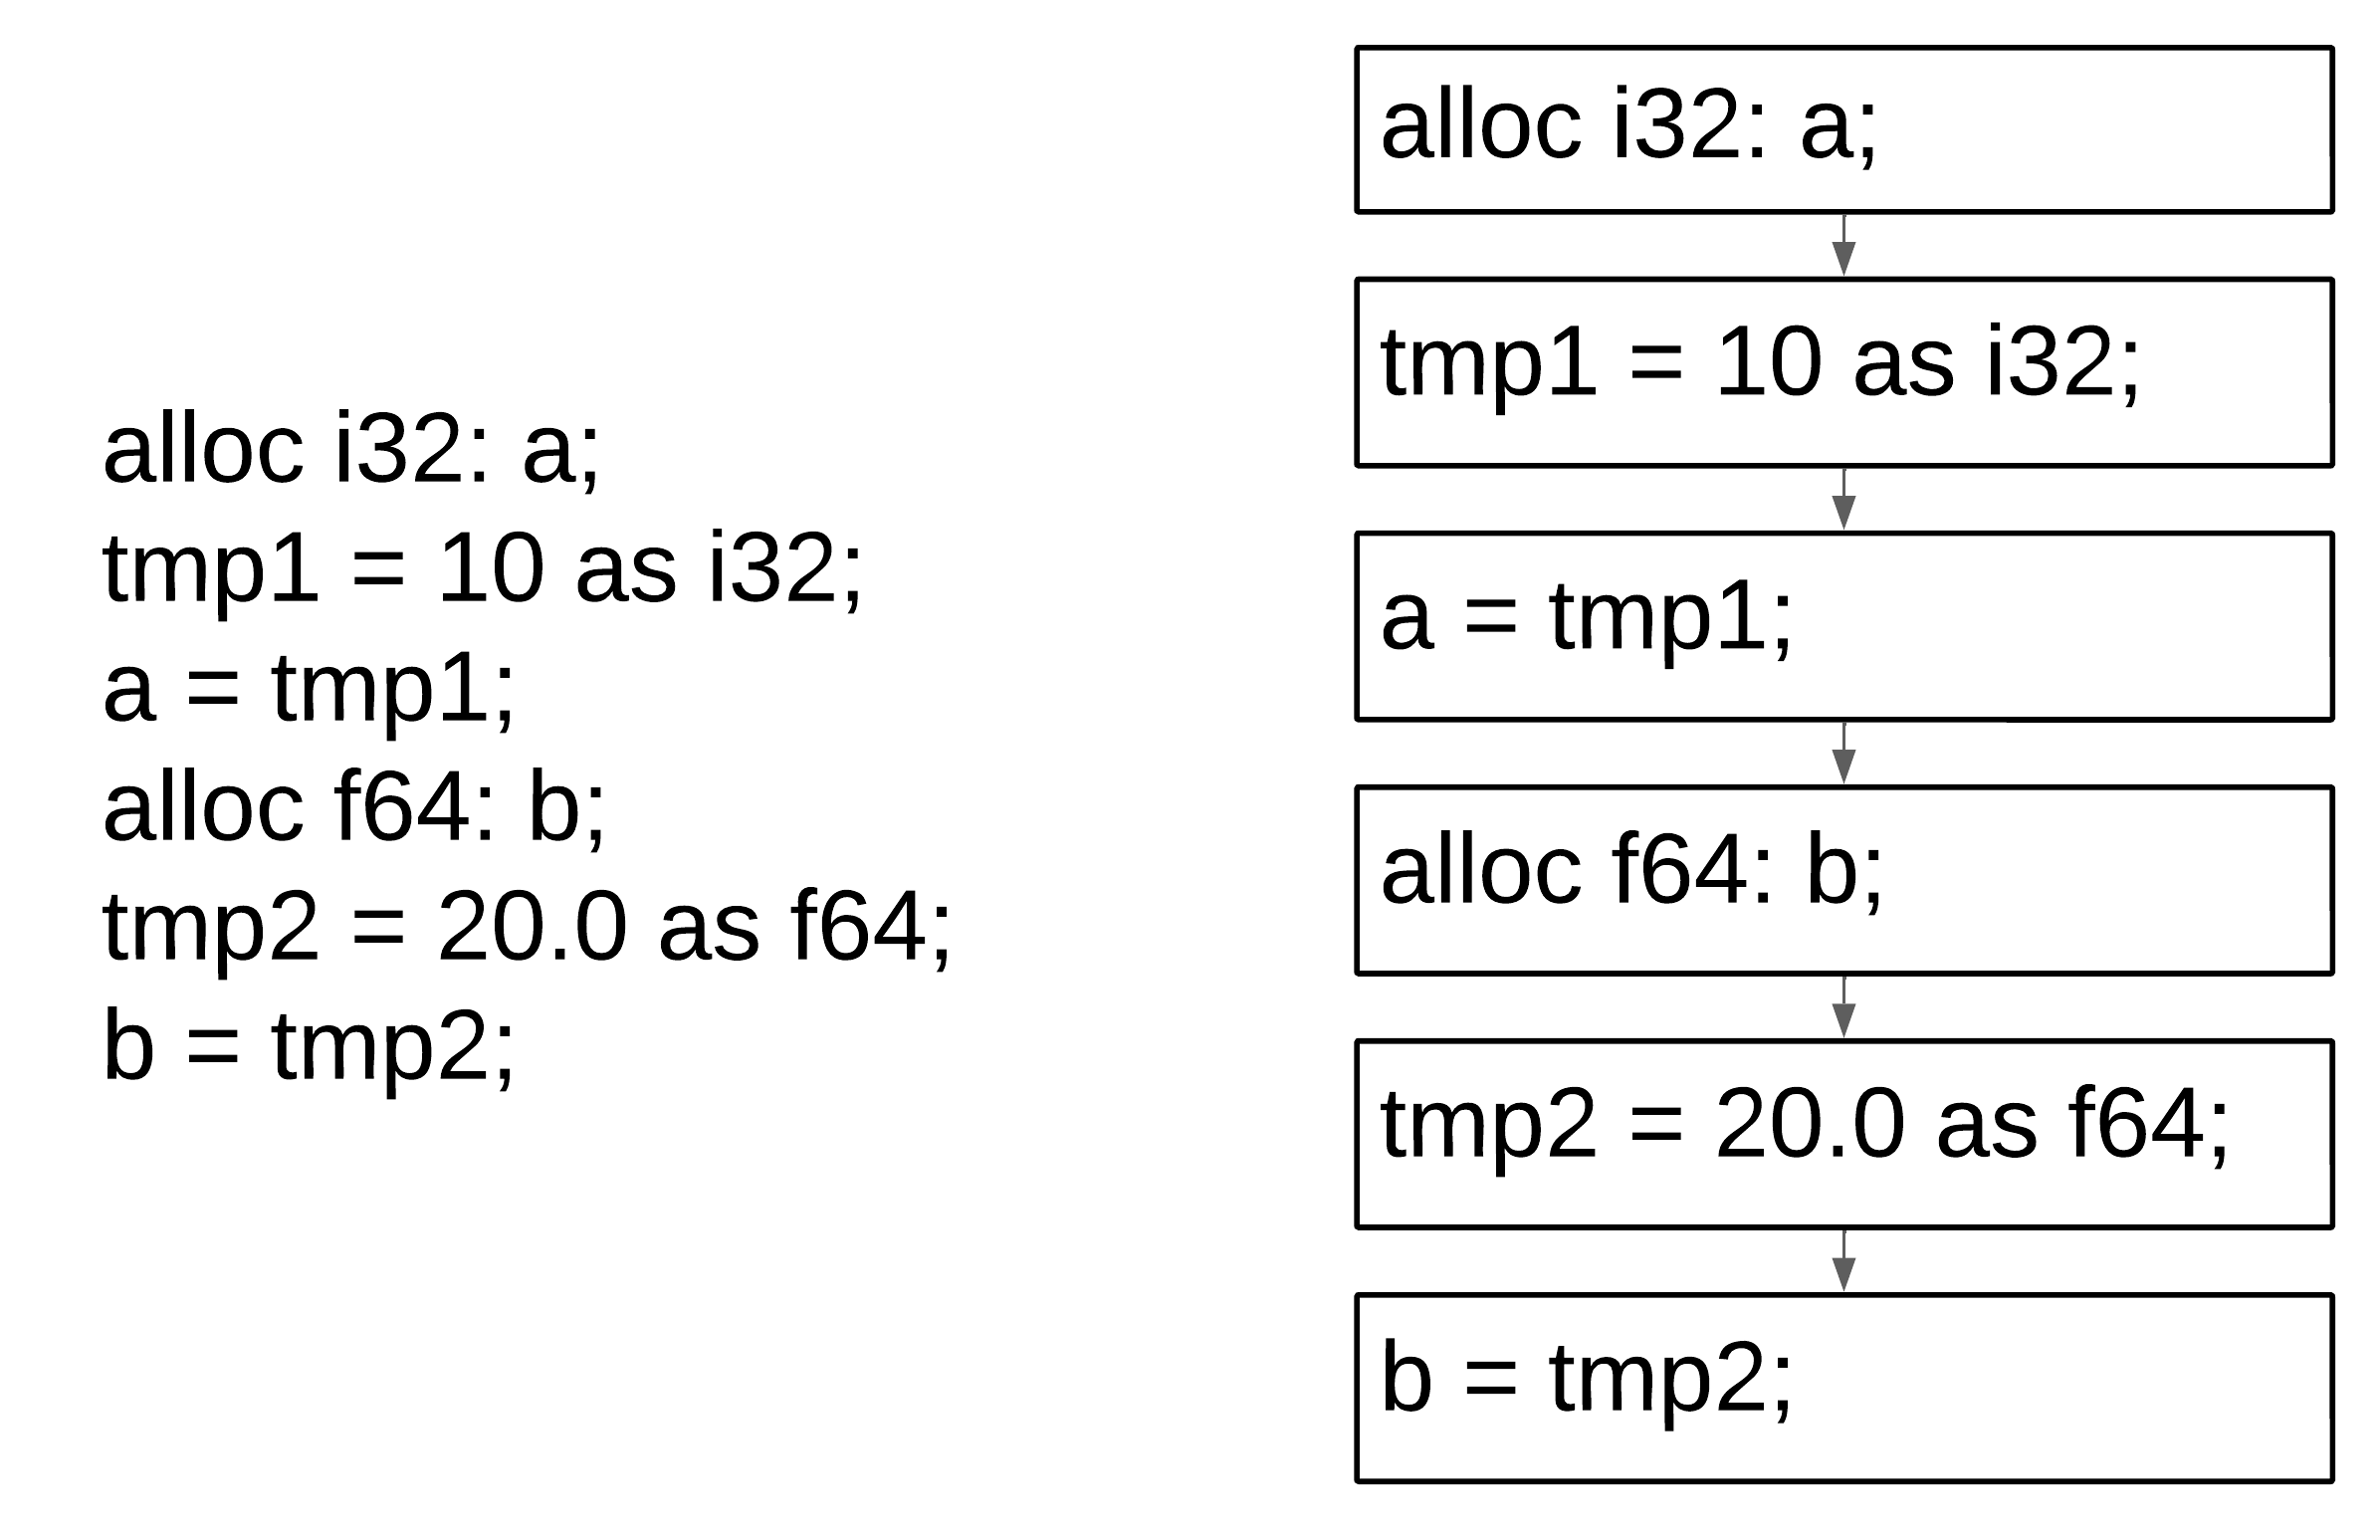 alloc i32: a;
tmp1 = 10 as i32;
a = tmp1;
alloc f64: b;
tmp2 = 20.0 as f64;
b = tmp2;
alloc i32: a;
tmp1 = 10 as i32;
a = tmp1;
alloc f64: b;
tmp2 = 20.0 as f64;
b = tmp2;